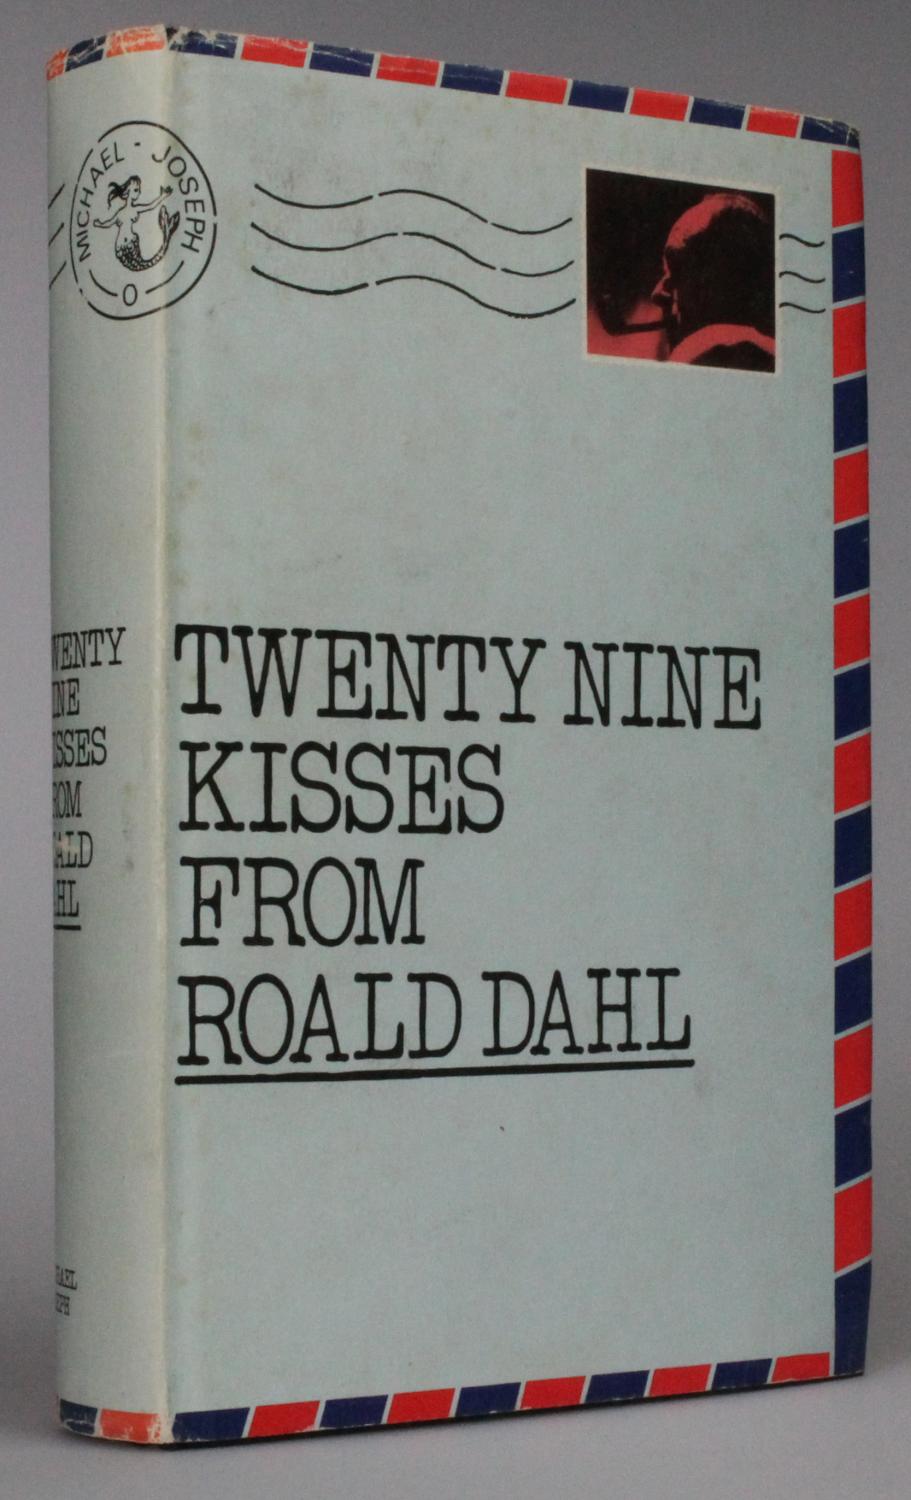 MICHAEL · JOSEPH
O
TWENTY NINE
KISSES
FROM
ROALD DAHL